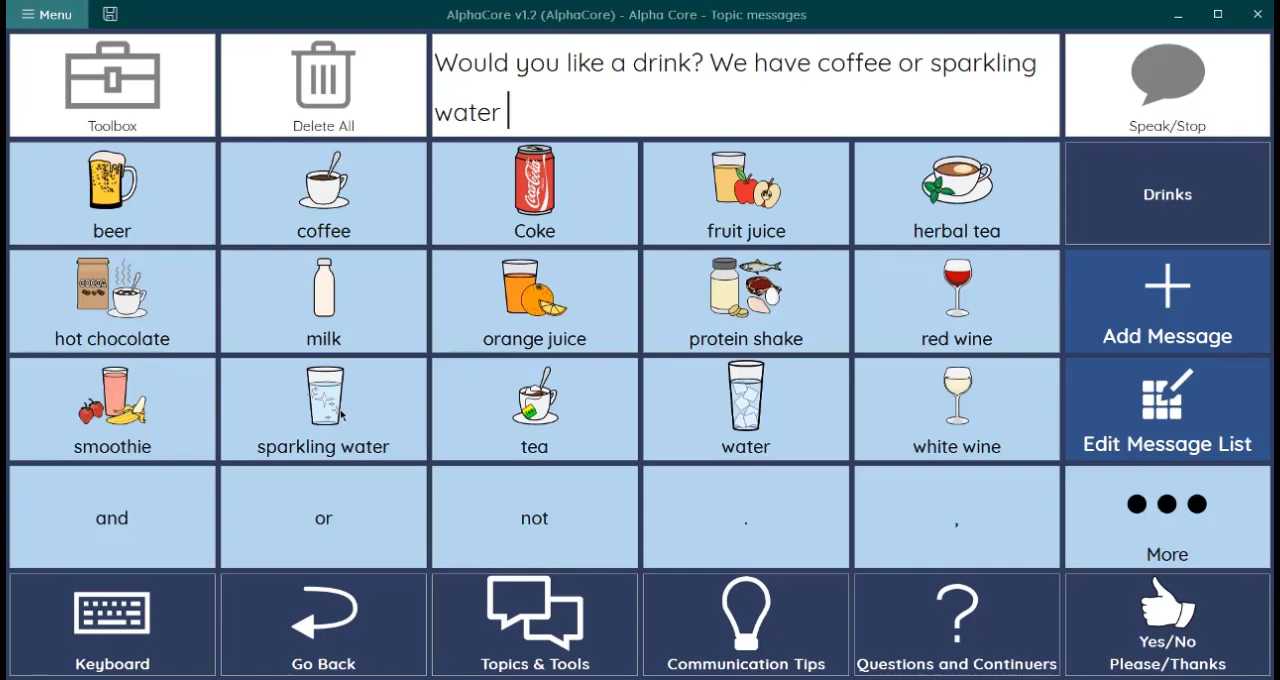 Menu
AlphaCore v1.2 (AlphaCore) - Alpha Core - Topic messages
Toolbox
Delete All
Would you like a drink? We have coffee or sparkling
water
Speak/Stop
beer
coffee
Coca-Cola
Coke
fruit juice
herbal tea
Drinks
COCOA
hot chocolate
milk
orange juice
protein shake
red wine
Add Message
smoothie
sparkling water
tea
water
white wine
Edit Message List
and
or
not
.
,
More
Keyboard
Go Back
Topics & Tools
Communication Tips
Questions and Continuers
Yes/No
Please/Thanks